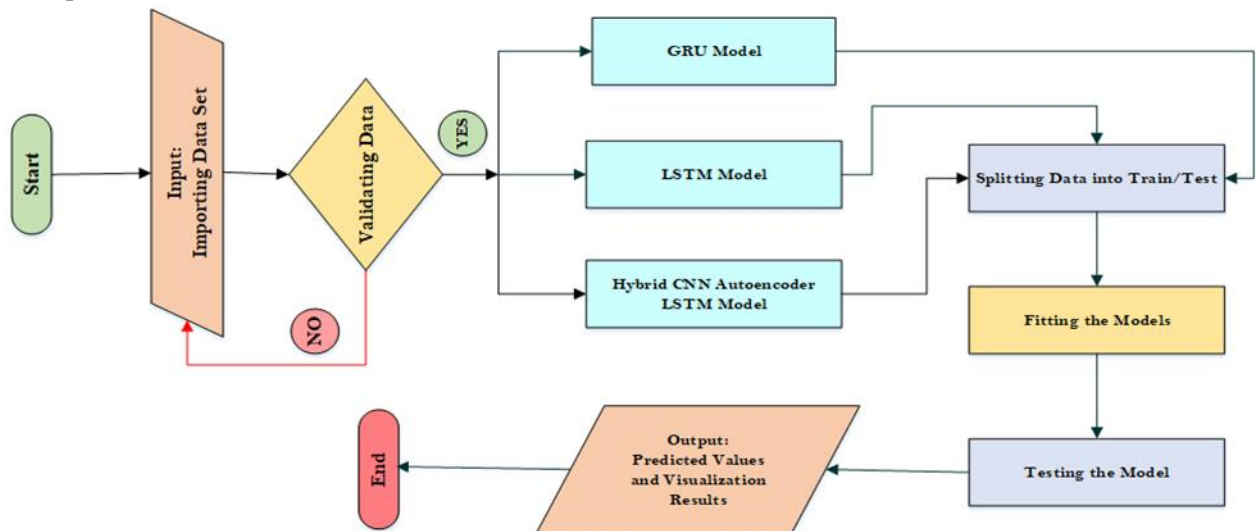 Start
Input:
Importing Data Set
Validating Data
YES
NO
GRU Model
LSTM Model
Hybrid CNN Autoencoder
LSTM Model
Splitting Data into Train/Test
Fitting the Models
Testing the Model
Output:
Predicted Values
and Visualization
Results
End